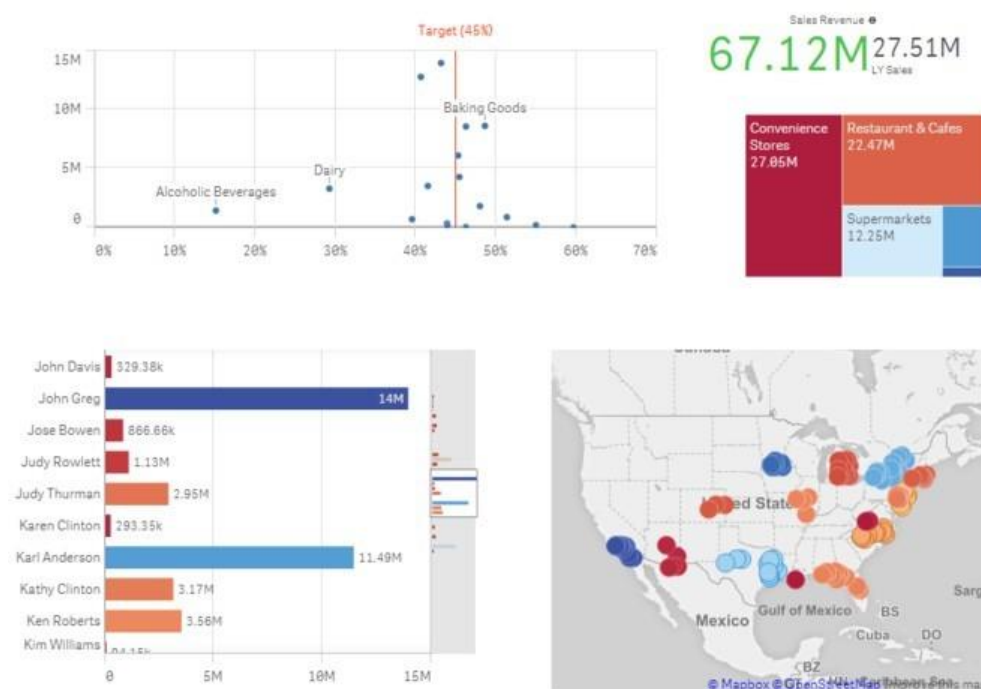 Target (45%)
15M
10M
5M
0
Baking Goods
Dairy
Alcoholic Beverages
0%
10%
20%
30%
40%
50%
60%
70%
Sales Revenue
67.12M
27.51M
LY Sales
Convenience
Stores
27.05M
Restaurant & Cafes
22.47M
Supermarkets
12.25M
John Davis 329.38k
John Greg 14M
Jose Bowen 866.66k
Judy Rowlett 1.13M
Judy Thurman 2.95M
Karen Clinton 293.35k
Karl Anderson 11.49M
Kathy Clinton 3.17M
Ken Roberts 3.56M
Kim Williams
0
5M
10M
15M
ed Stat
Mexico
Gulf of Mexico
BS
Cuba
DO
BZ
Sarg
© Mapbox © OpenStreetMap